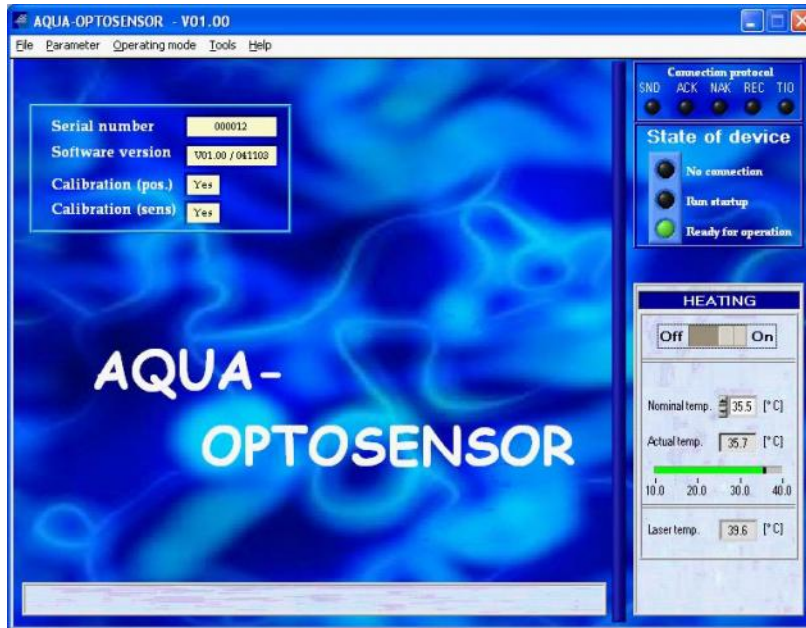 AQUA-OPTOSENSOR - V01.00
File Parameter Operating mode Tools Help
Serial number 000012
Software version V01.00 / 041103
Calibration (pos.) Yes
Calibration (sens) Yes
AQUA-
OPTOSENSOR
Connection protocol
SND ACK NAK REC TIO
State of device
No connection
Run startup
Ready for operation
HEATING
Off On
Nominal temp. 35.5 [°C]
Actual temp. 35.7 [°C]
10.0 20.0 30.0 40.0
Laser temp. 39.6 [°C]